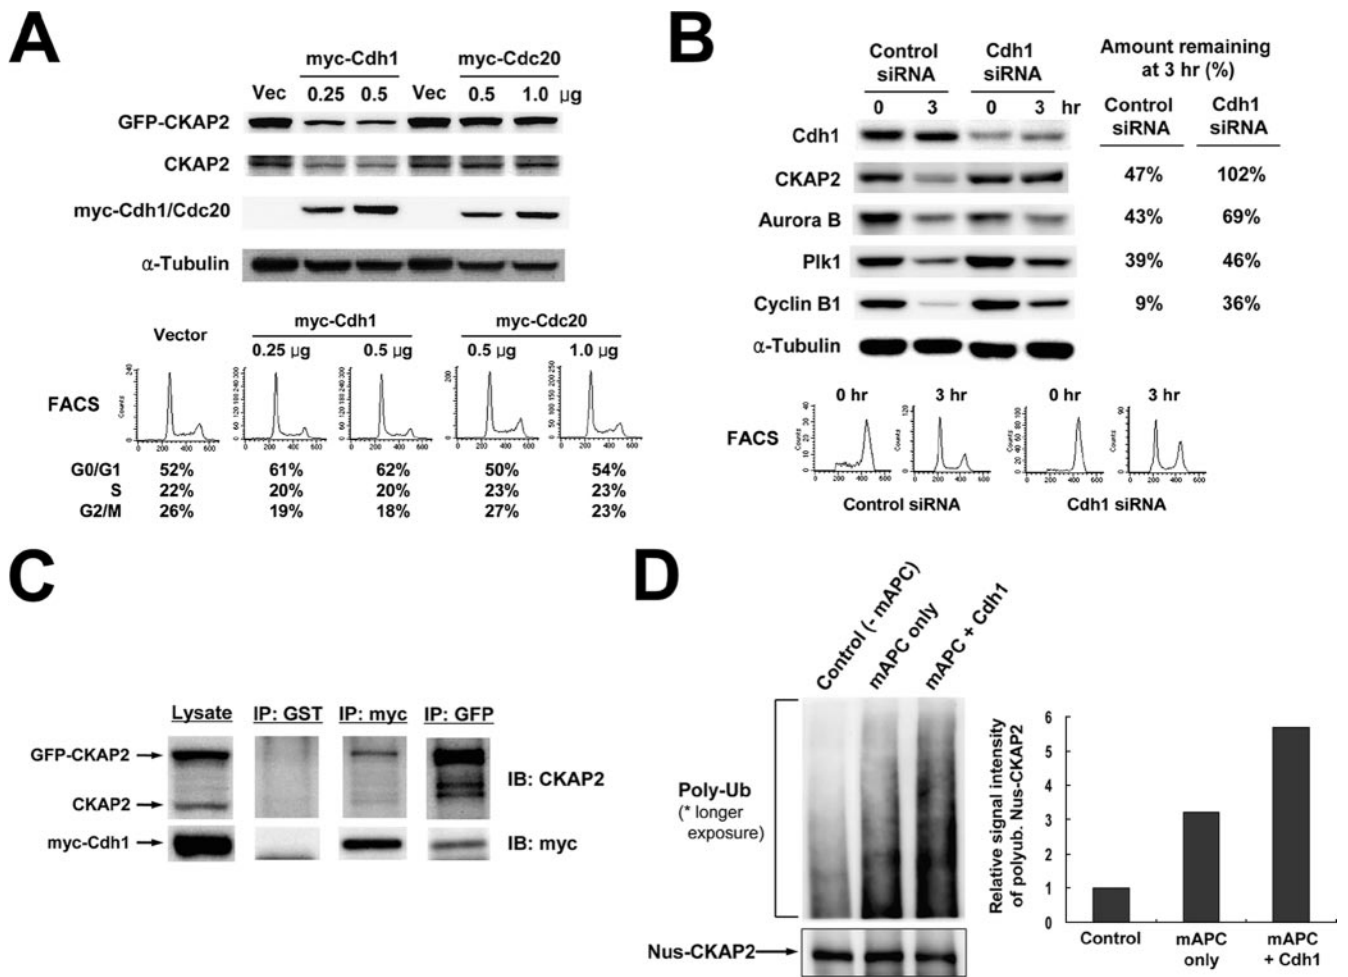 A
myc-Cdh1 myc-Cdc20
Vec 0.25 0.5 Vec 0.5 1.0 µg
GFP-CKAP2
CKAP2
myc-Cdh1/Cdc20
α-Tubulin
Vector myc-Cdh1 myc-Cdc20
0.25 µg 0.5 µg 0.5 µg 1.0 µg
FACS
G0/G1 52% 61% 62% 50% 54%
S 22% 20% 20% 23% 23%
G2/M 26% 19% 18% 27% 23%
B
Control siRNA Cdh1 siRNA Amount remaining at 3 hr (%)
0 3 0 3 hr Control siRNA Cdh1 siRNA
Cdh1
CKAP2 47% 102%
Aurora B 43% 69%
Plk1 39% 46%
Cyclin B1 9% 36%
α-Tubulin
0 hr 3 hr 0 hr 3 hr
FACS
Control siRNA Cdh1 siRNA
C
Lysate IP: GST IP: myc IP: GFP
GFP-CKAP2
IB: CKAP2
CKAP2
myc-Cdh1 IB: myc
D
Control (- mAPC)
mAPC only
mAPC + Cdh1
Poly-Ub
(* longer
exposure)
Nus-CKAP2
Relative signal intensity
of polyub. Nus-CKAP2
6
5
4
3
2
1
0
Control mAPC only mAPC + Cdh1